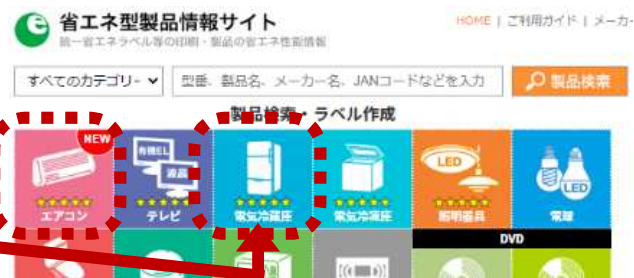 省エネ型製品情報サイト
統一省エネラベル等の印刷・製品の省エネ性能情報
HOME | ご利用ガイド | メーカー
すべてのカテゴリー
型番、製品名、メーカー名、JANコードなどを入力
製品検索
製品検索・ラベル作成
NEW
エアコン
有機EL
液晶
テレビ
電気冷蔵庫
電気冷凍庫
LED
照明器具
LED
電球
DVD